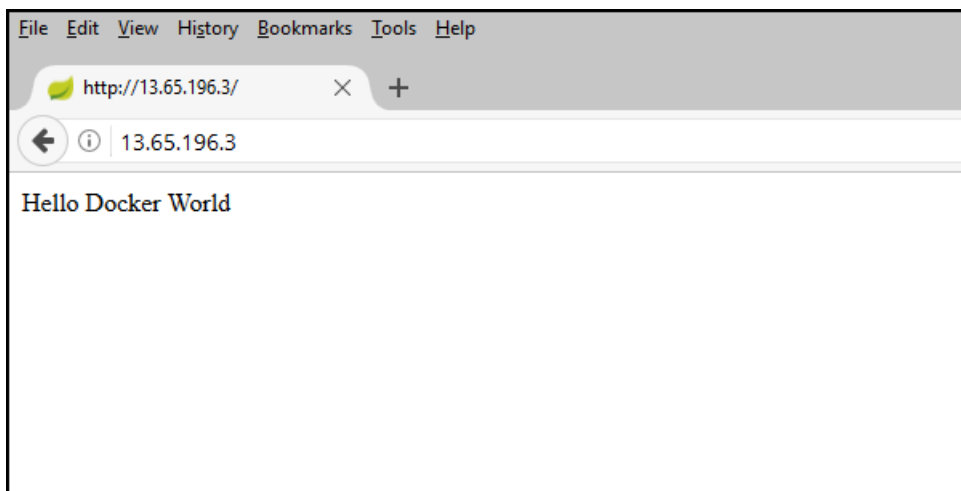 File Edit View History Bookmarks Tools Help
http://13.65.196.3/
13.65.196.3
Hello Docker World